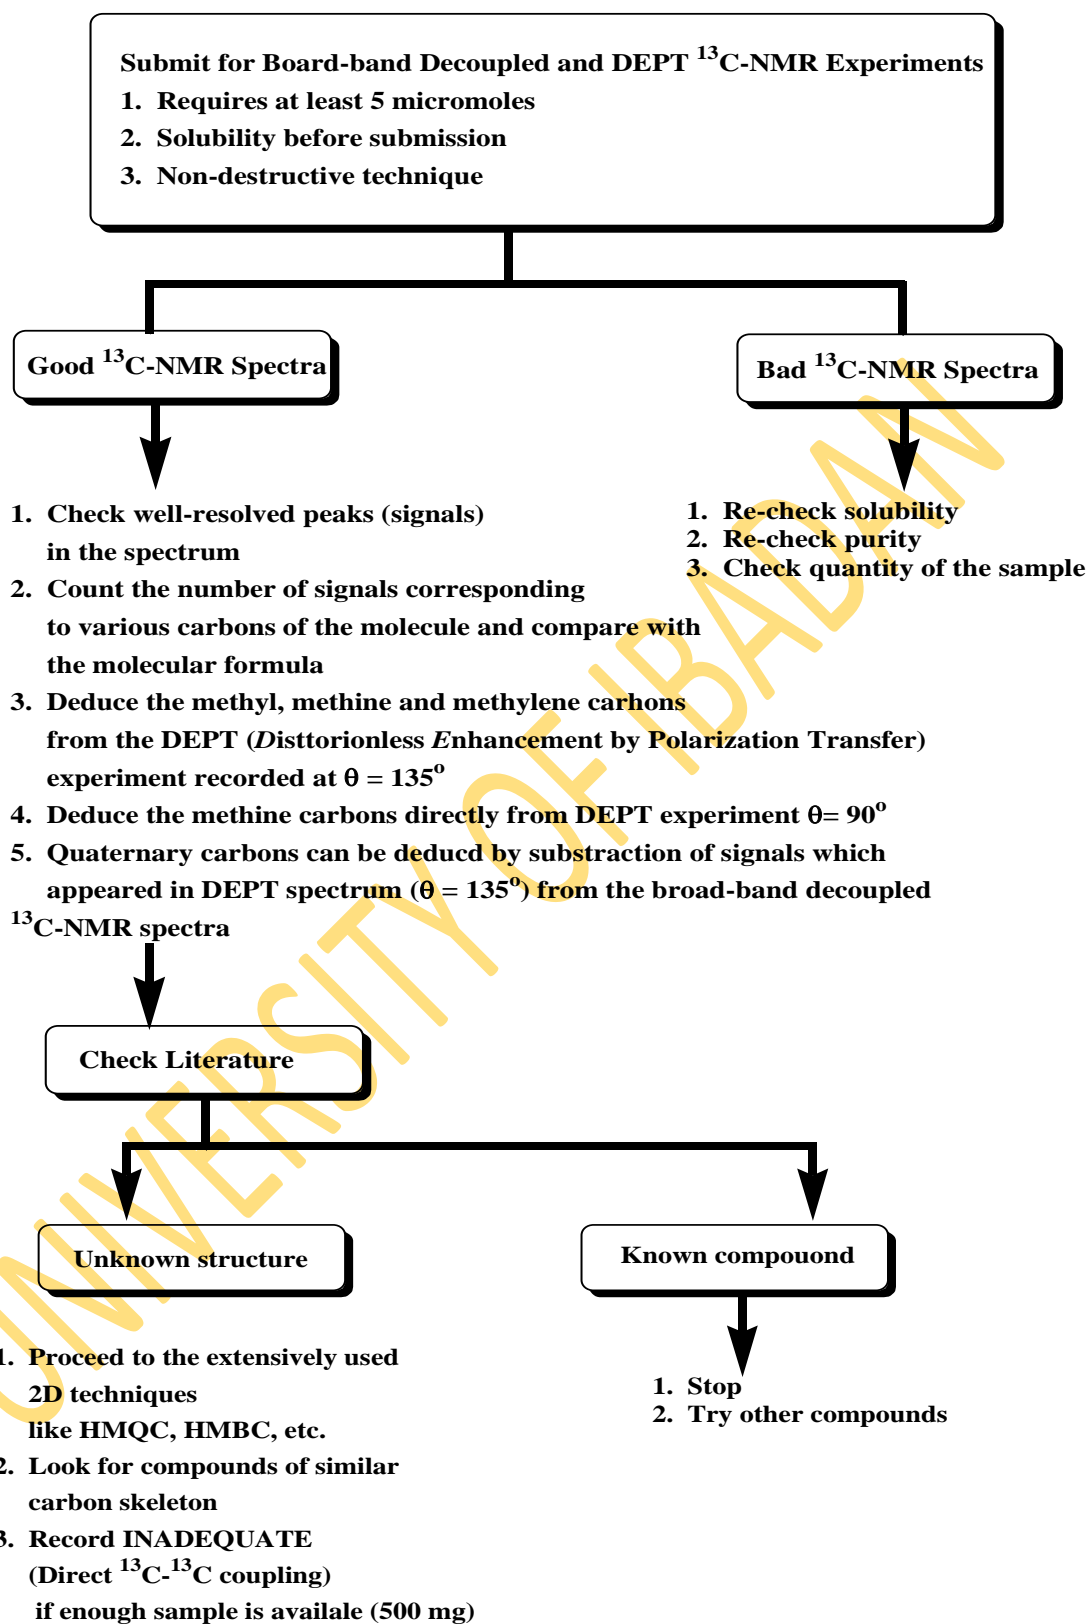 Submit for Board-band Decoupled and DEPT ¹³C-NMR Experiments
1. Requires at least 5 micromoles
2. Solubility before submission
3. Non-destructive technique
Good ¹³C-NMR Spectra
Bad ¹³C-NMR Spectra
1. Check well-resolved peaks (signals)
in the spectrum
2. Count the number of signals corresponding
to various carbons of the molecule and compare with
the molecular formula
3. Deduce the methyl, methine and methylene carhons
from the DEPT (Disttorionless Enhancement by Polarization Transfer)
experiment recorded at θ = 135°
4. Deduce the methine carbons directly from DEPT experiment θ= 90°
5. Quaternary carbons can be deducd by substraction of signals which
appeared in DEPT spectrum (θ = 135°) from the broad-band decoupled
¹³C-NMR spectra
1. Re-check solubility
2. Re-check purity
3. Check quantity of the sample
Check Literature
Unknown structure
Known compouond
1. Proceed to the extensively used
2D techniques
like HMQC, HMBC, etc.
2. Look for compounds of similar
carbon skeleton
3. Record INADEQUATE
(Direct ¹³C-¹³C coupling)
if enough sample is availale (500 mg)
1. Stop
2. Try other compounds
UNIVERSITY OF IBADAN